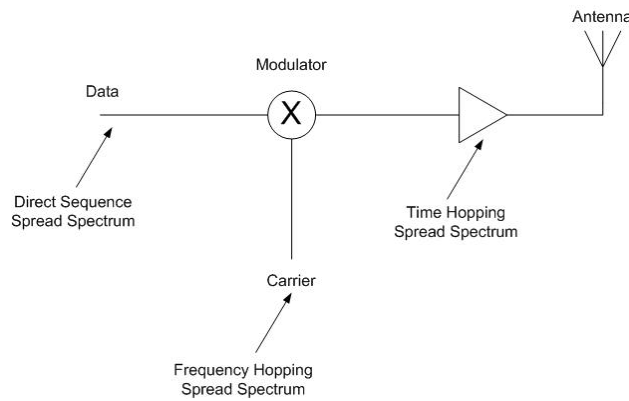 Antenna
Modulator
Data
X
Direct Sequence
Spread Spectrum
Time Hopping
Spread Spectrum
Carrier
Frequency Hopping
Spread Spectrum